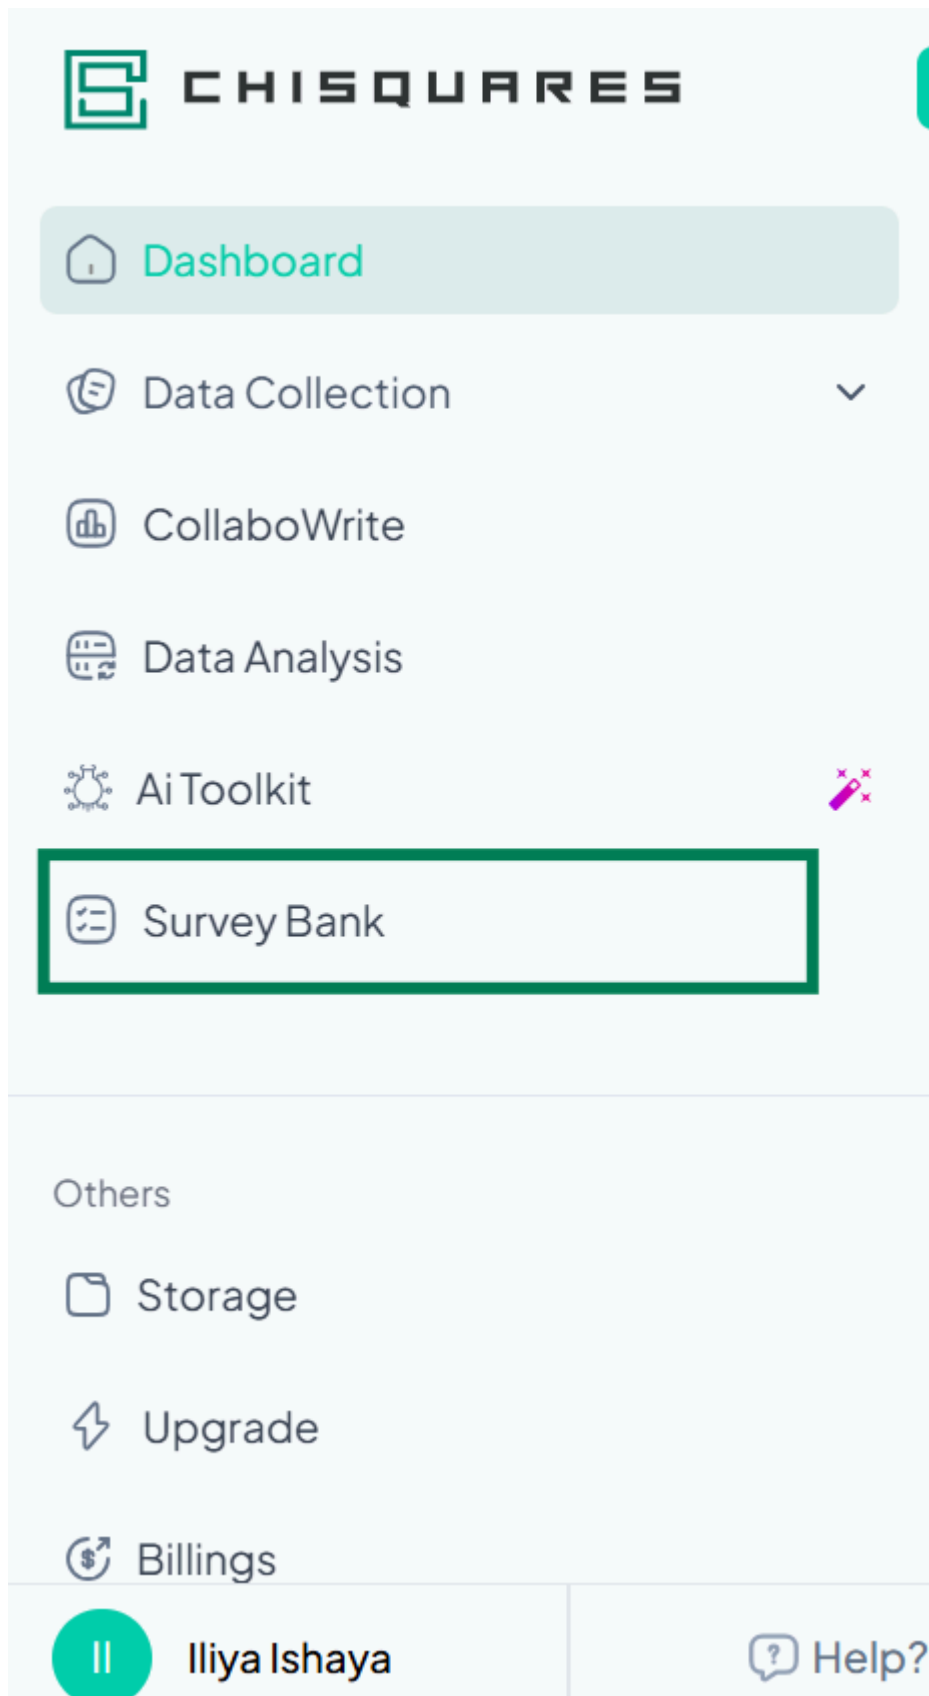 CHISQUARES
Dashboard
Data Collection
CollaboWrite
Data Analysis
Ai Toolkit
Survey Bank
Others
Storage
Upgrade
Billings
II Iliya Ishaya
Help?